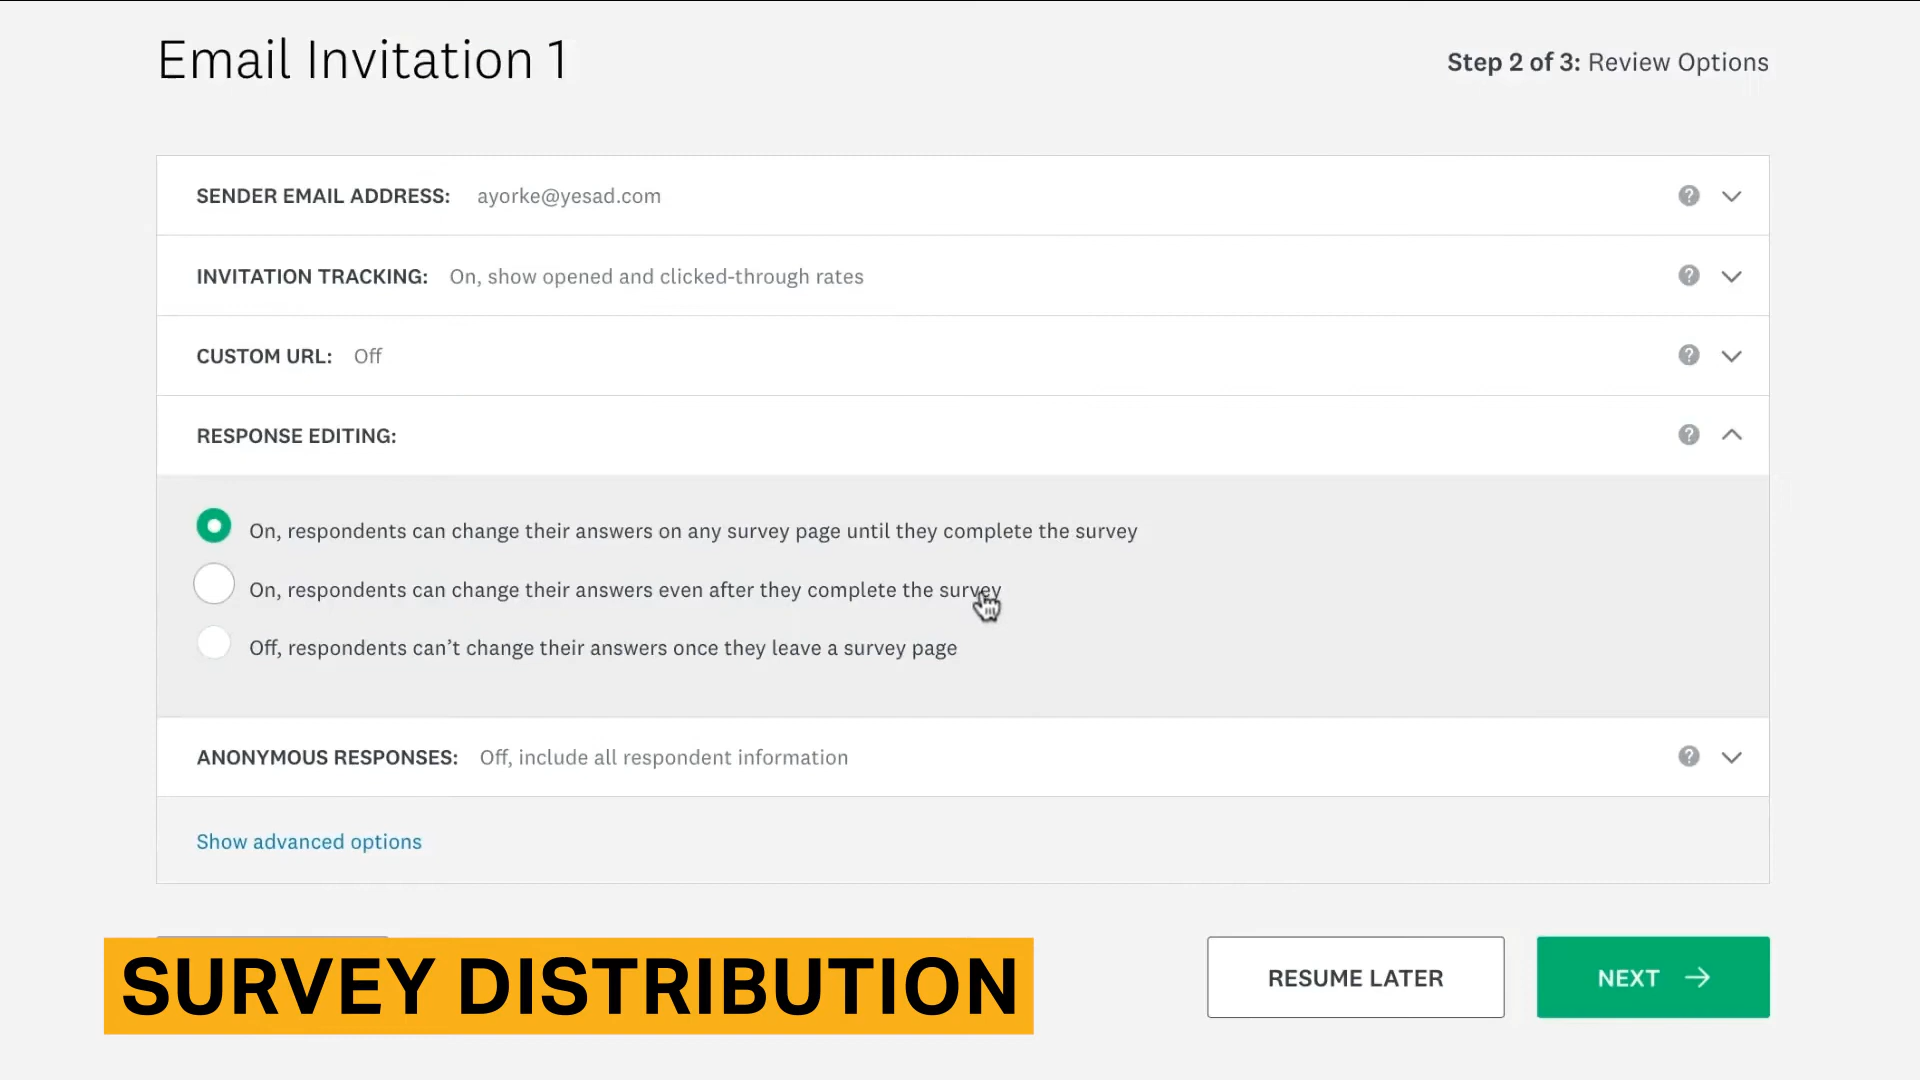 Email Invitation 1
Step 2 of 3: Review Options
SENDER EMAIL ADDRESS: ayorke@yesad.com
INVITATION TRACKING: On, show opened and clicked-through rates
CUSTOM URL: Off
RESPONSE EDITING:
On, respondents can change their answers on any survey page until they complete the survey
On, respondents can change their answers even after they complete the survey
Off, respondents can’t change their answers once they leave a survey page
ANONYMOUS RESPONSES: Off, include all respondent information
Show advanced options
SURVEY DISTRIBUTION
RESUME LATER
NEXT →